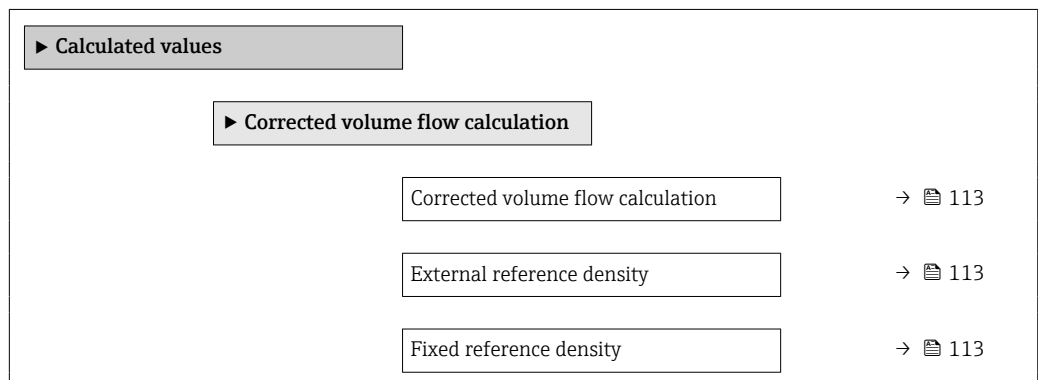 ► Calculated values
► Corrected volume flow calculation
Corrected volume flow calculation → 🖹 113
External reference density → 🖹 113
Fixed reference density → 🖹 113